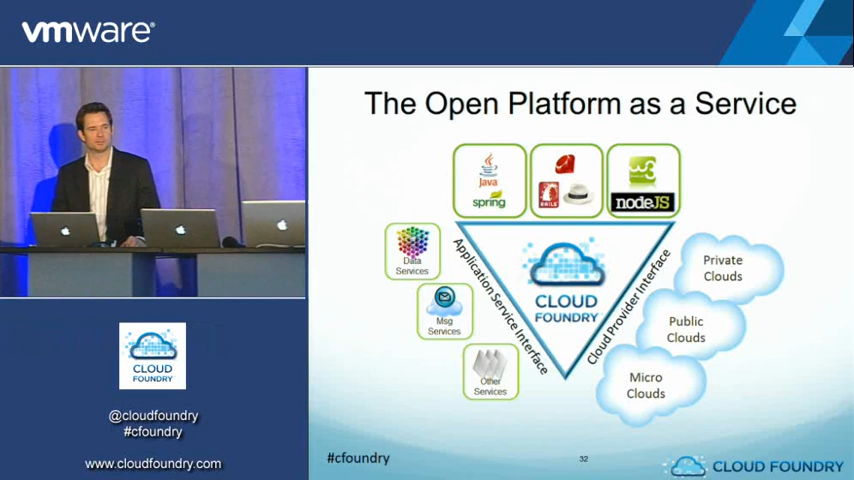 vmware®
The Open Platform as a Service
Java
spring
RAILS
nodeJS
Data
Services
Msg
Services
Other
Services
Application Service Interface
Cloud Provider Interface
CLOUD
FOUNDRY
Private
Clouds
Public
Clouds
Micro
Clouds
CLOUD
FOUNDRY
@cloudfoundry
#cfoundry
www.cloudfoundry.com
#cfoundry
32
CLOUD FOUNDRY